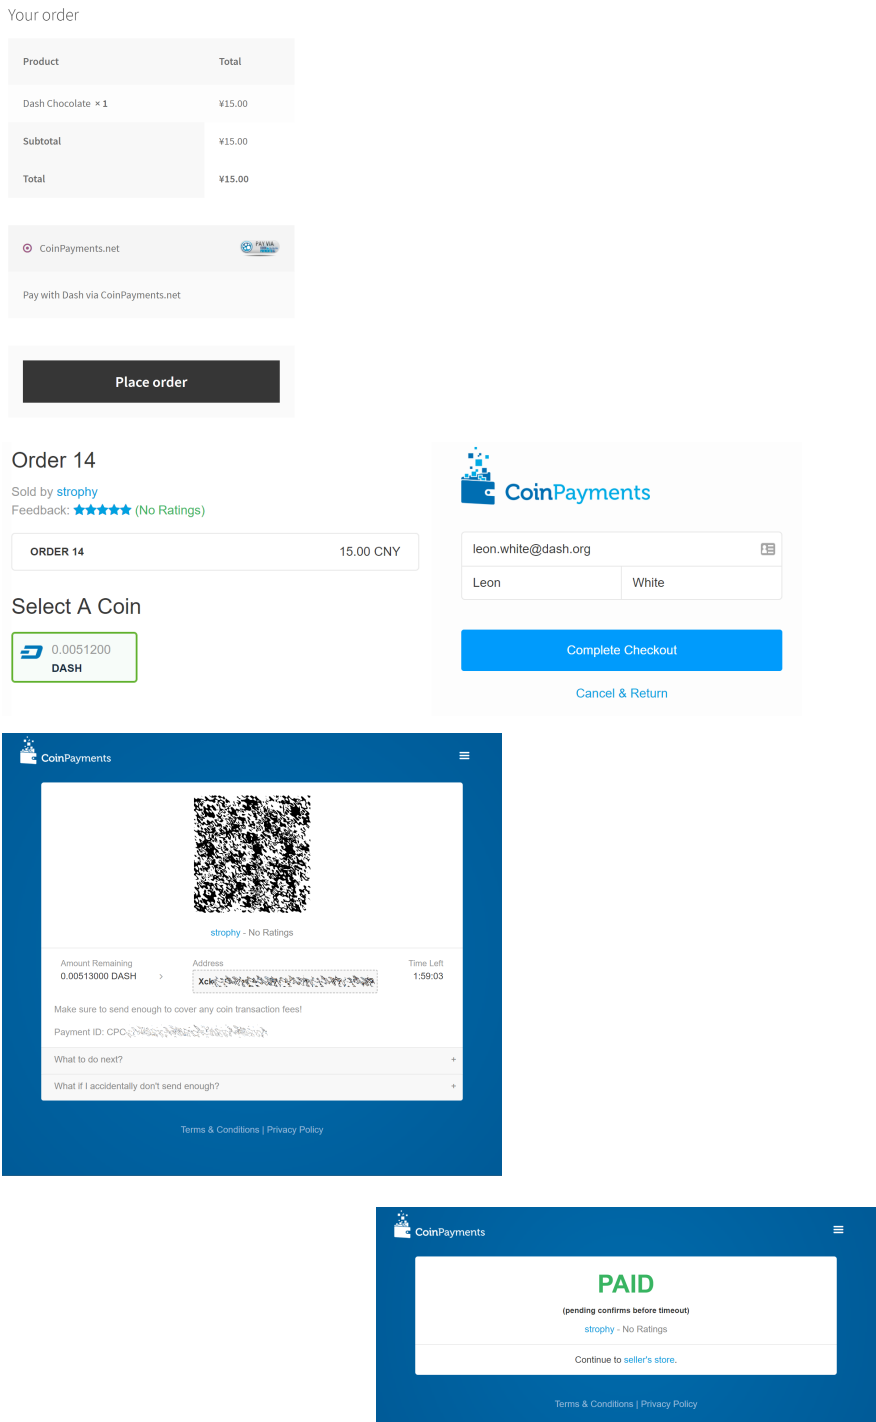 Your order
Product Total
Dash Chocolate × 1 ¥15.00
Subtotal ¥15.00
Total ¥15.00
CoinPayments.net PAY VIA
Pay with Dash via CoinPayments.net
Place order
Order 14
Sold by strophy
Feedback: ★★★★★ (No Ratings)
ORDER 14 15.00 CNY
Select A Coin
0.0051200
DASH
CoinPayments
leon.white@dash.org
Leon White
Complete Checkout
Cancel & Return
CoinPayments
strophy - No Ratings
Amount Remaining Address Time Left
0.00513000 DASH › Xck 1:59:03
Make sure to send enough to cover any coin transaction fees!
Payment ID: CPC
What to do next? +
What if I accidentally don't send enough? +
Terms & Conditions | Privacy Policy
CoinPayments
PAID
(pending confirms before timeout)
strophy - No Ratings
Continue to seller's store.
Terms & Conditions | Privacy Policy